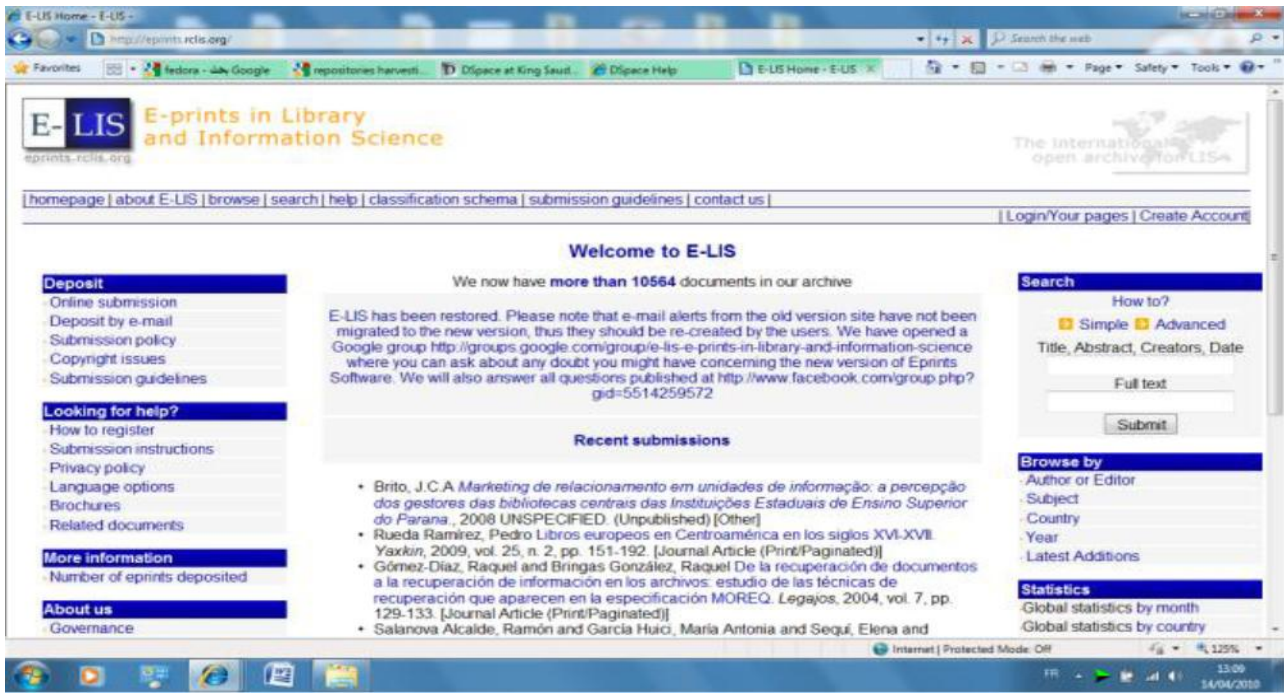 E-LIS Home - E-LIS -
http://eprints.rclis.org/
Search the web
Favorites
fedora - بحث Google
repositories harvesti...
DSpace at King Saud...
DSpace Help
E-LIS Home - E-LIS
Page
Safety
Tools
E-LIS
eprints.rclis.org
E-prints in Library
and Information Science
The international
open archive for LIS
| homepage | about E-LIS | browse | search | help | classification schema | submission guidelines | contact us |
| Login/Your pages | Create Account|
Deposit
Online submission
Deposit by e-mail
Submission policy
Copyright issues
Submission guidelines
Looking for help?
How to register
Submission instructions
Privacy policy
Language options
Brochures
Related documents
More information
Number of eprints deposited
About us
Governance
Welcome to E-LIS
We now have more than 10564 documents in our archive
E-LIS has been restored. Please note that e-mail alerts from the old version site have not been
migrated to the new version, thus they should be re-created by the users. We have opened a
Google group http://groups.google.com/group/e-lis-e-prints-in-library-and-information-science
where you can ask about any doubt you might have concerning the new version of Eprints
Software. We will also answer all questions published at http://www.facebook.com/group.php?
gid=5514259572
Recent submissions
• Brito, J.C.A Marketing de relacionamento em unidades de informação: a percepção
dos gestores das bibliotecas centrais das Instituições Estaduais de Ensino Superior
do Parana., 2008 UNSPECIFIED. (Unpublished) [Other]
• Rueda Ramírez, Pedro Libros europeos en Centroamérica en los siglos XVI-XVII.
Yaxkin, 2009, vol. 25, n. 2, pp. 151-192. [Journal Article (Print/Paginated)]
• Gómez-Díaz, Raquel and Bringas González, Raquel De la recuperación de documentos
a la recuperación de información en los archivos: estudio de las técnicas de
recuperación que aparecen en la especificación MOREQ. Legajos, 2004, vol. 7, pp.
129-133. [Journal Article (Print/Paginated)]
• Salanova Alcalde, Ramón and García Huici, María Antonia and Sequí, Elena and
Search
How to?
Simple Advanced
Title, Abstract, Creators, Date
Full text
Submit
Browse by
Author or Editor
Subject
Country
Year
Latest Additions
Statistics
Global statistics by month
Global statistics by country
Internet | Protected Mode: Off
125%
FR
13:09
14/04/2010